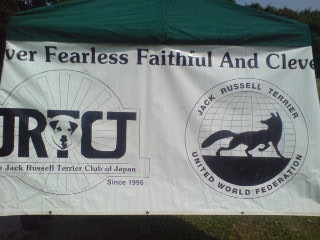 ver Fearless Faithful And Cleve
JRTCJ
Jack Russell Terrier Club of Japan
Since 1996
JACK RUSSELL TERRIER
UNITED WORLD FEDERATION